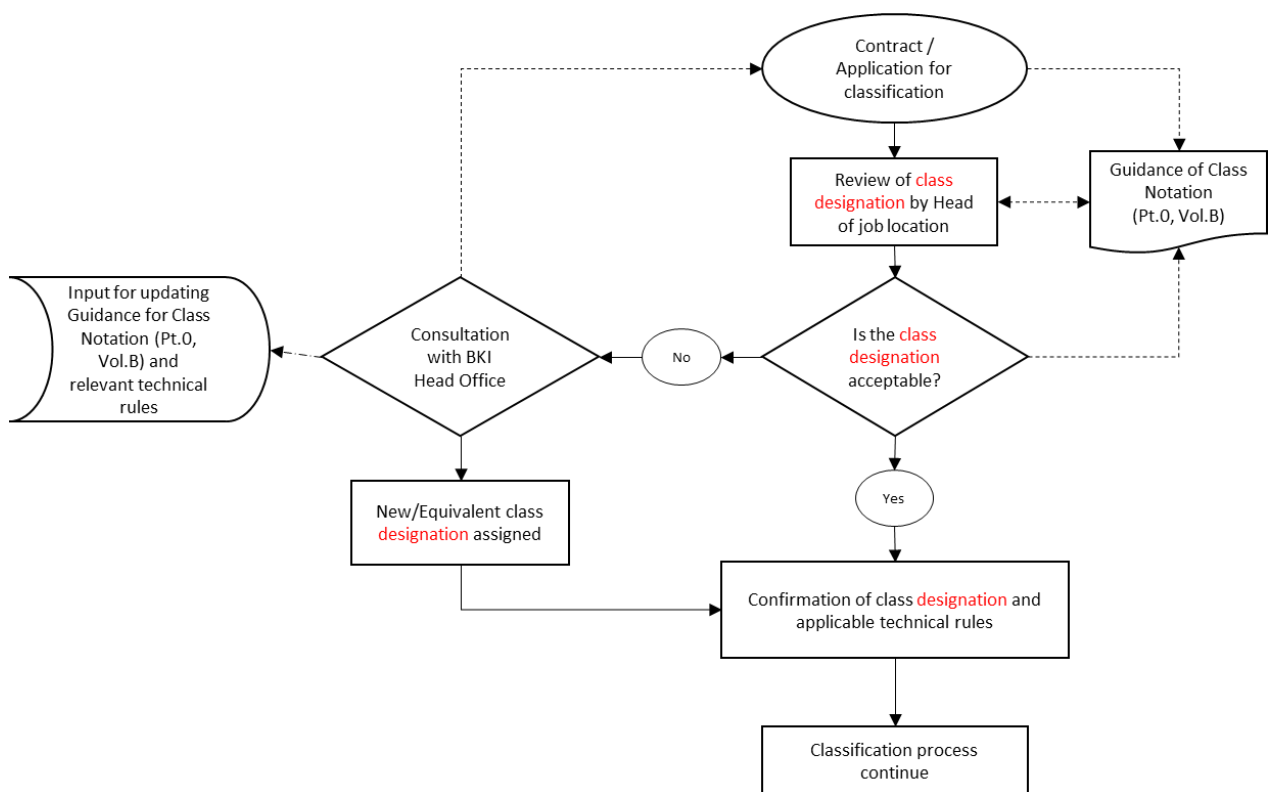 Contract /
Application for
classification
Review of class
designation by Head
of job location
Guidance of Class
Notation
(Pt.0, Vol.B)
Input for updating
Guidance for Class
Notation (Pt.0,
Vol.B) and
relevant technical
rules
Consultation
with BKI
Head Office
No
Is the class
designation
acceptable?
New/Equivalent class
designation assigned
Yes
Confirmation of class designation and
applicable technical rules
Classification process
continue